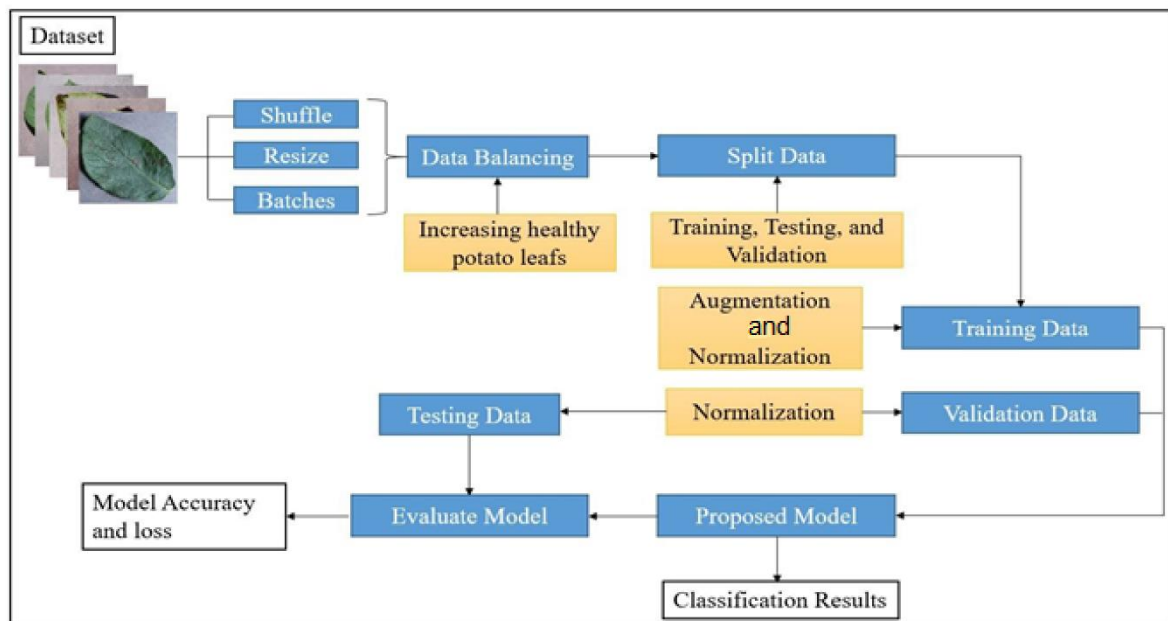 Dataset
Shuffle
Resize
Batches
Data Balancing
Split Data
Increasing healthy
potato leafs
Training, Testing, and
Validation
Augmentation
and
Normalization
Training Data
Testing Data
Normalization
Validation Data
Model Accuracy
and loss
Evaluate Model
Proposed Model
Classification Results